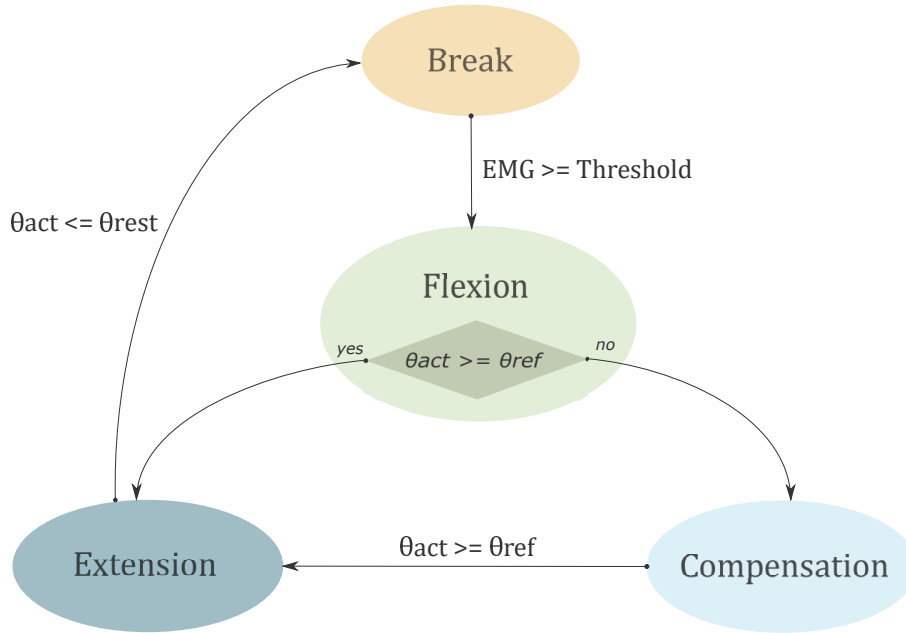 Break
EMG >= Threshold
θact <= θrest
Flexion
yes
θact >= θref
no
θact >= θref
Extension
Compensation